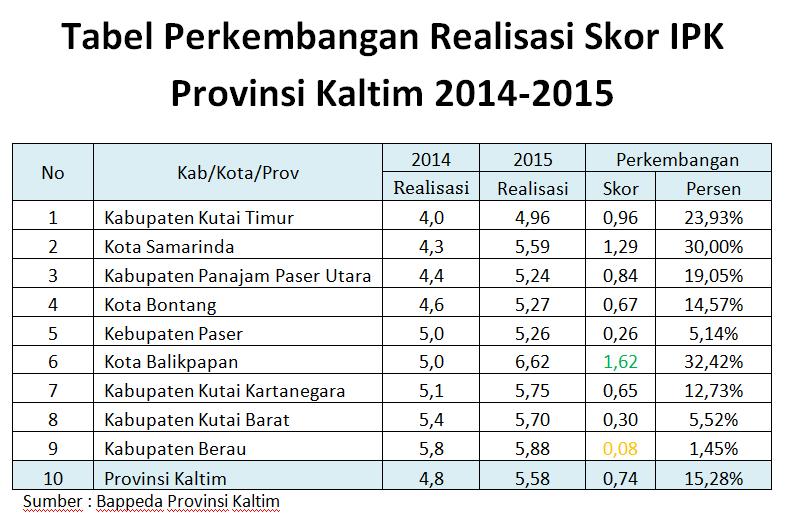 Tabel Perkembangan Realisasi Skor IPK
Provinsi Kaltim 2014-2015
No Kab/Kota/Prov 2014 2015 Perkembangan
Realisasi Realisasi Skor Persen
1 Kabupaten Kutai Timur 4,0 4,96 0,96 23,93%
2 Kota Samarinda 4,3 5,59 1,29 30,00%
3 Kabupaten Panajam Paser Utara 4,4 5,24 0,84 19,05%
4 Kota Bontang 4,6 5,27 0,67 14,57%
5 Kebupaten Paser 5,0 5,26 0,26 5,14%
6 Kota Balikpapan 5,0 6,62 1,62 32,42%
7 Kabupaten Kutai Kartanegara 5,1 5,75 0,65 12,73%
8 Kabupaten Kutai Barat 5,4 5,70 0,30 5,52%
9 Kabupaten Berau 5,8 5,88 0,08 1,45%
10 Provinsi Kaltim 4,8 5,58 0,74 15,28%
Sumber : Bappeda Provinsi Kaltim